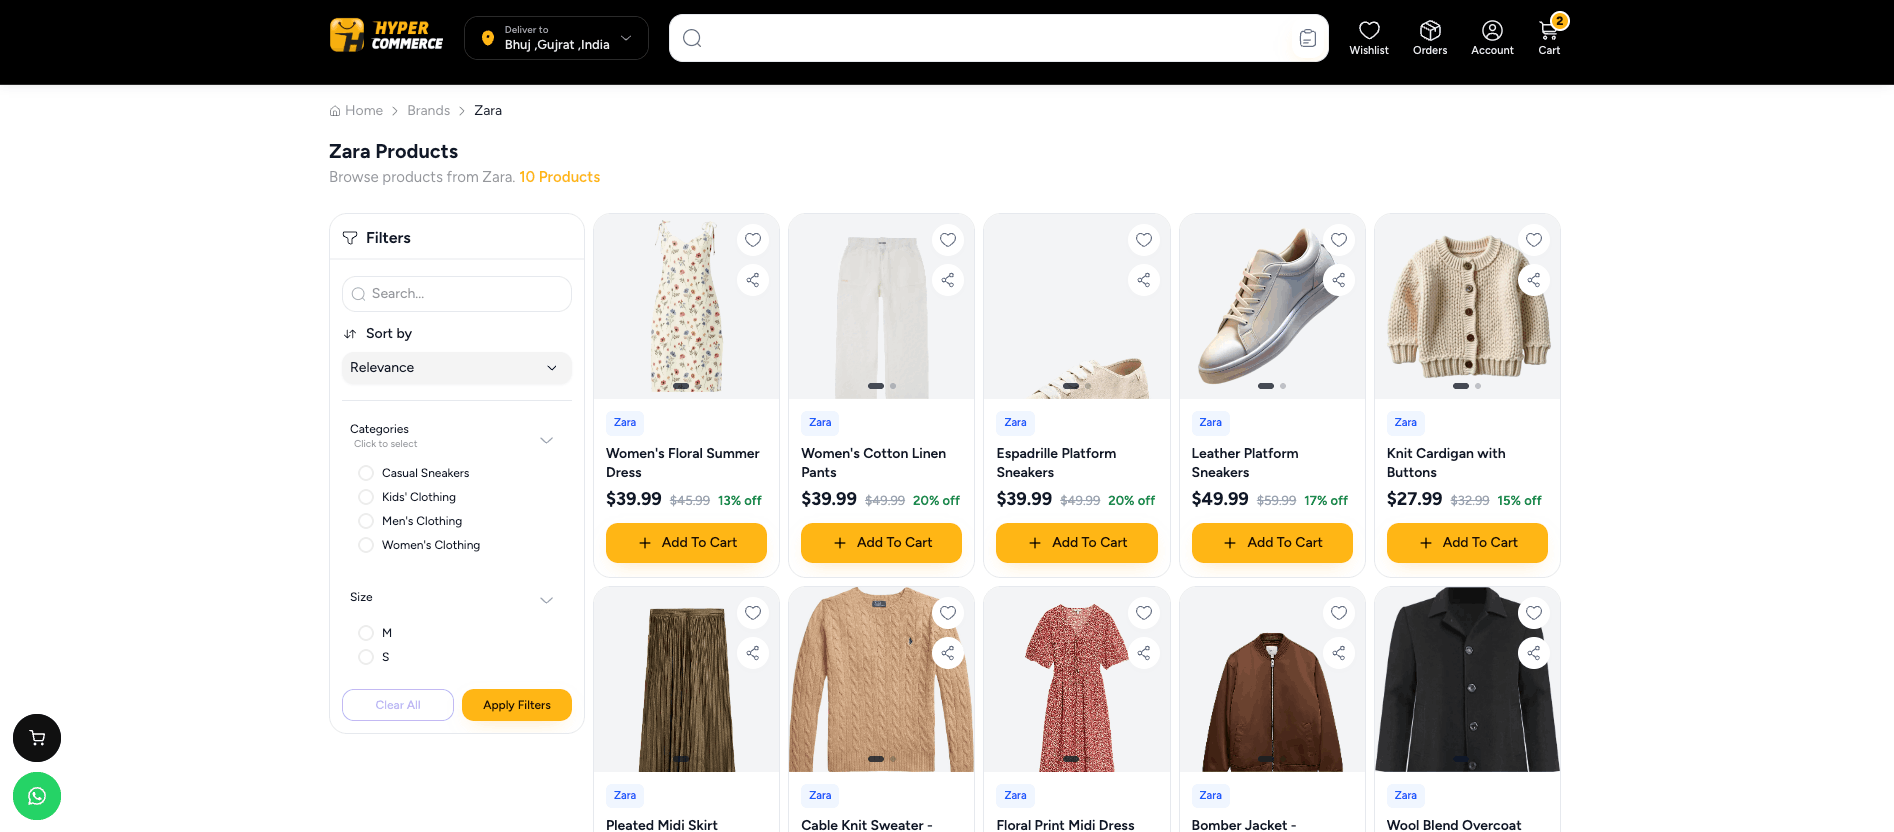 HYPER
COMMERCE
Deliver to
Bhuj ,Gujrat ,India
Wishlist
Orders
Account
2
Cart
Home
Brands
Zara
Zara Products
Browse products from Zara. 10 Products
Filters
Search...
Sort by
Relevance
Categories
Click to select
Casual Sneakers
Kids' Clothing
Men's Clothing
Women's Clothing
Size
M
S
Clear All
Apply Filters
Zara
Women's Floral Summer
Dress
$39.99 $45.99 13% off
Add To Cart
Zara
Women's Cotton Linen
Pants
$39.99 $49.99 20% off
Add To Cart
Zara
Espadrille Platform
Sneakers
$39.99 $49.99 20% off
Add To Cart
Zara
Leather Platform
Sneakers
$49.99 $59.99 17% off
Add To Cart
Zara
Knit Cardigan with
Buttons
$27.99 $32.99 15% off
Add To Cart
Zara
Pleated Midi Skirt
Zara
Cable Knit Sweater -
Zara
Floral Print Midi Dress
Zara
Bomber Jacket -
Zara
Wool Blend Overcoat